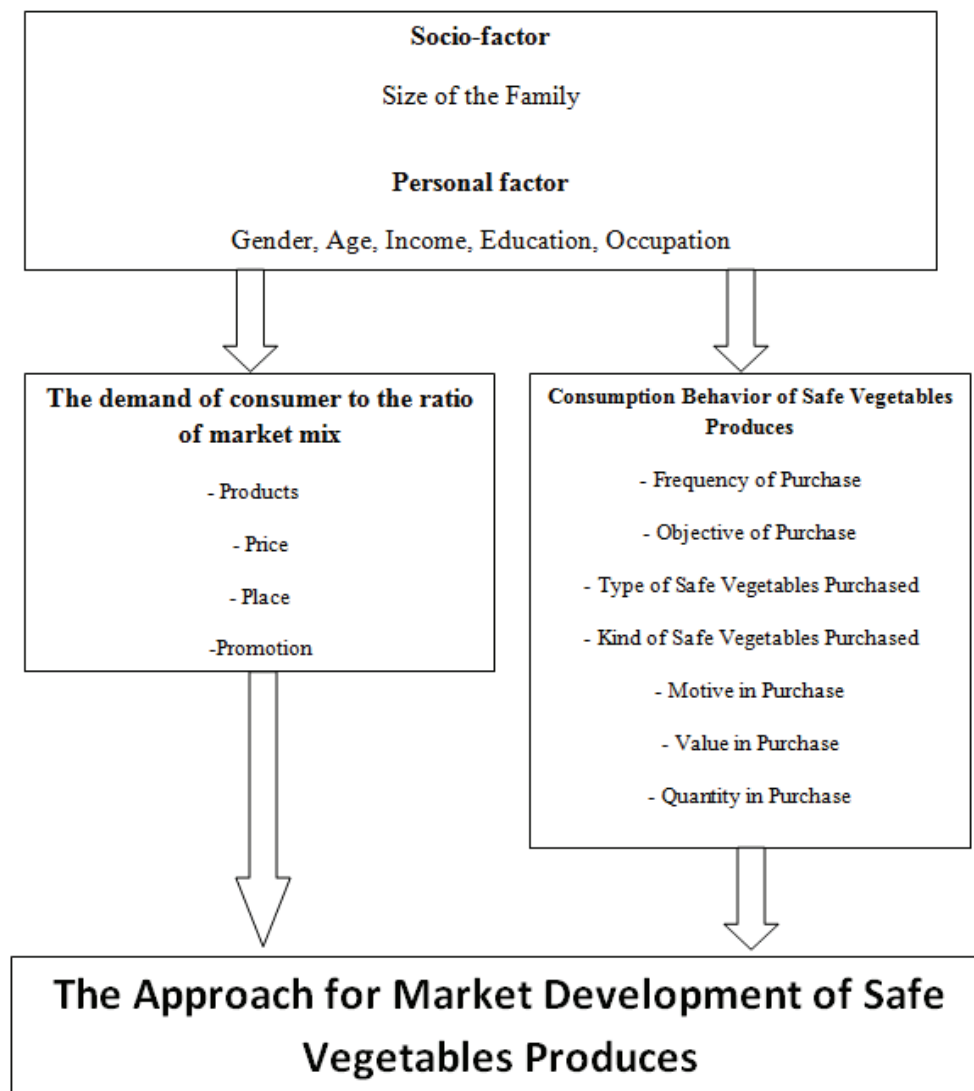 Socio-factor
Size of the Family
Personal factor
Gender, Age, Income, Education, Occupation
The demand of consumer to the ratio
of market mix
- Products
- Price
- Place
-Promotion
Consumption Behavior of Safe Vegetables
Produces
- Frequency of Purchase
- Objective of Purchase
- Type of Safe Vegetables Purchased
- Kind of Safe Vegetables Purchased
- Motive in Purchase
- Value in Purchase
- Quantity in Purchase
The Approach for Market Development of Safe
Vegetables Produces